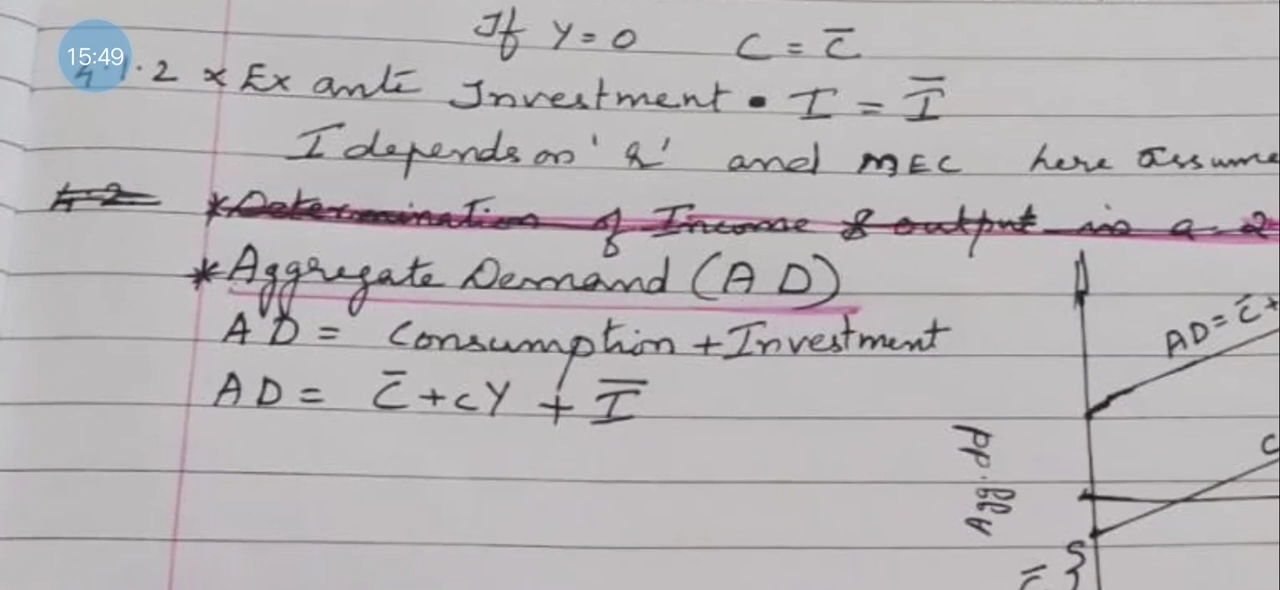 If Y = 0 C = C̄
15:49
4.1.2 * Ex ante Investment • I = Ī
I depends on 'r' and MEC here assume
4.2 * Determination of Income & output in a 2
* Aggregate Demand (AD)
AD = Consumption + Investment
AD = C̄ + cY + Ī
AD = C̄ +
Agg. dd
C
C̄ {